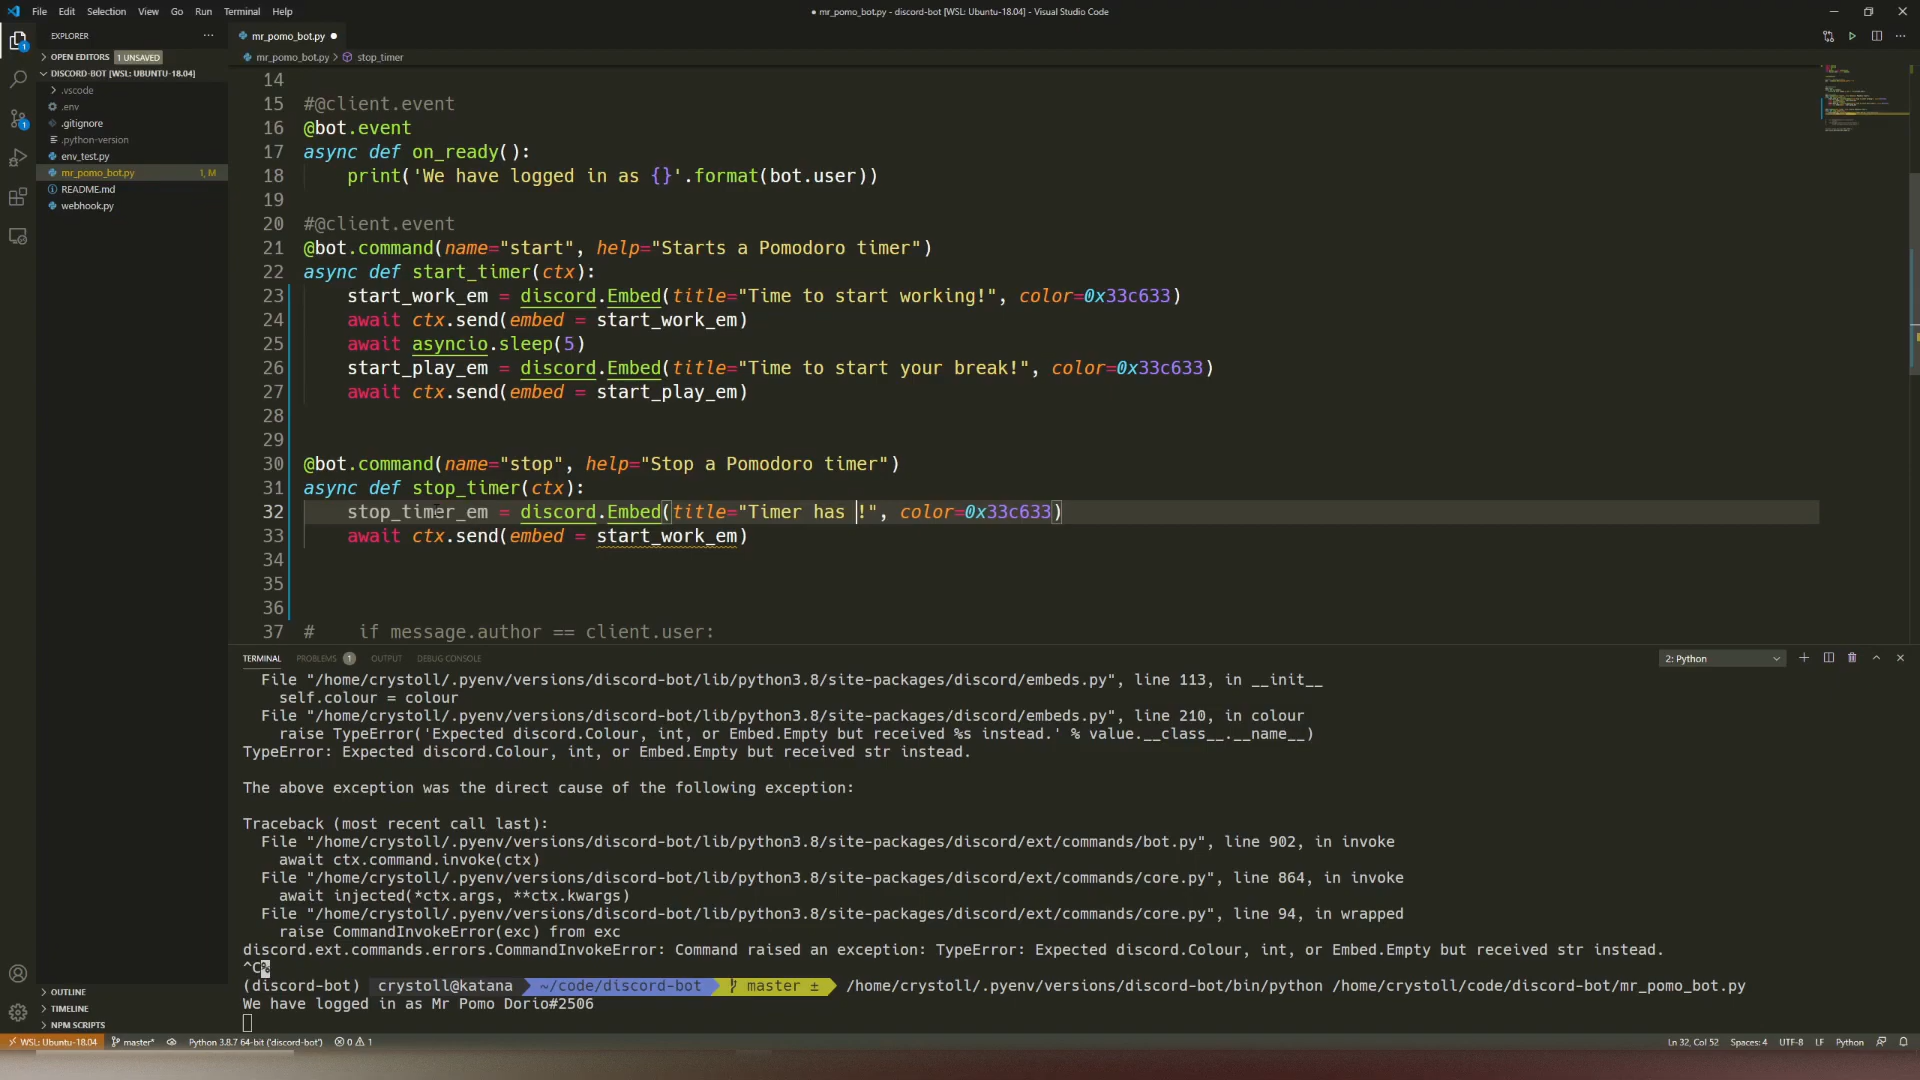 File Edit Selection View Go Run Terminal Help
● mr_pomo_bot.py - discord-bot [WSL: Ubuntu-18.04] - Visual Studio Code
EXPLORER
OPEN EDITORS 1 UNSAVED
DISCORD-BOT [WSL: UBUNTU-18.04]
.vscode
.env
.gitignore
.python-version
env_test.py
mr_pomo_bot.py 1, M
README.md
webhook.py
OUTLINE
TIMELINE
NPM SCRIPTS
mr_pomo_bot.py ●
mr_pomo_bot.py > stop_timer
14
15 #@client.event
16 @bot.event
17 async def on_ready():
18     print('We have logged in as {}'.format(bot.user))
19
20 #@client.event
21 @bot.command(name="start", help="Starts a Pomodoro timer")
22 async def start_timer(ctx):
23     start_work_em = discord.Embed(title="Time to start working!", color=0x33c633)
24     await ctx.send(embed = start_work_em)
25     await asyncio.sleep(5)
26     start_play_em = discord.Embed(title="Time to start your break!", color=0x33c633)
27     await ctx.send(embed = start_play_em)
28
29
30 @bot.command(name="stop", help="Stop a Pomodoro timer")
31 async def stop_timer(ctx):
32     stop_timer_em = discord.Embed(title="Timer has !", color=0x33c633)
33     await ctx.send(embed = start_work_em)
34
35
36
37 #    if message.author == client.user:
TERMINAL PROBLEMS 1 OUTPUT DEBUG CONSOLE 2: Python
File "/home/crystoll/.pyenv/versions/discord-bot/lib/python3.8/site-packages/discord/embeds.py", line 113, in __init__
self.colour = colour
File "/home/crystoll/.pyenv/versions/discord-bot/lib/python3.8/site-packages/discord/embeds.py", line 210, in colour
raise TypeError('Expected discord.Colour, int, or Embed.Empty but received %s instead.' % value.__class__.__name__)
TypeError: Expected discord.Colour, int, or Embed.Empty but received str instead.
The above exception was the direct cause of the following exception:
Traceback (most recent call last):
File "/home/crystoll/.pyenv/versions/discord-bot/lib/python3.8/site-packages/discord/ext/commands/bot.py", line 902, in invoke
await ctx.command.invoke(ctx)
File "/home/crystoll/.pyenv/versions/discord-bot/lib/python3.8/site-packages/discord/ext/commands/core.py", line 864, in invoke
await injected(*ctx.args, **ctx.kwargs)
File "/home/crystoll/.pyenv/versions/discord-bot/lib/python3.8/site-packages/discord/ext/commands/core.py", line 94, in wrapped
raise CommandInvokeError(exc) from exc
discord.ext.commands.errors.CommandInvokeError: Command raised an exception: TypeError: Expected discord.Colour, int, or Embed.Empty but received str instead.
^C%
(discord-bot) crystoll@katana ~/code/discord-bot master ± /home/crystoll/.pyenv/versions/discord-bot/bin/python /home/crystoll/code/discord-bot/mr_pomo_bot.py
We have logged in as Mr Pomo Dorio#2506
WSL: Ubuntu-18.04 master* Python 3.8.7 64-bit ('discord-bot') 0 1 Ln 32, Col 52 Spaces: 4 UTF-8 LF Python